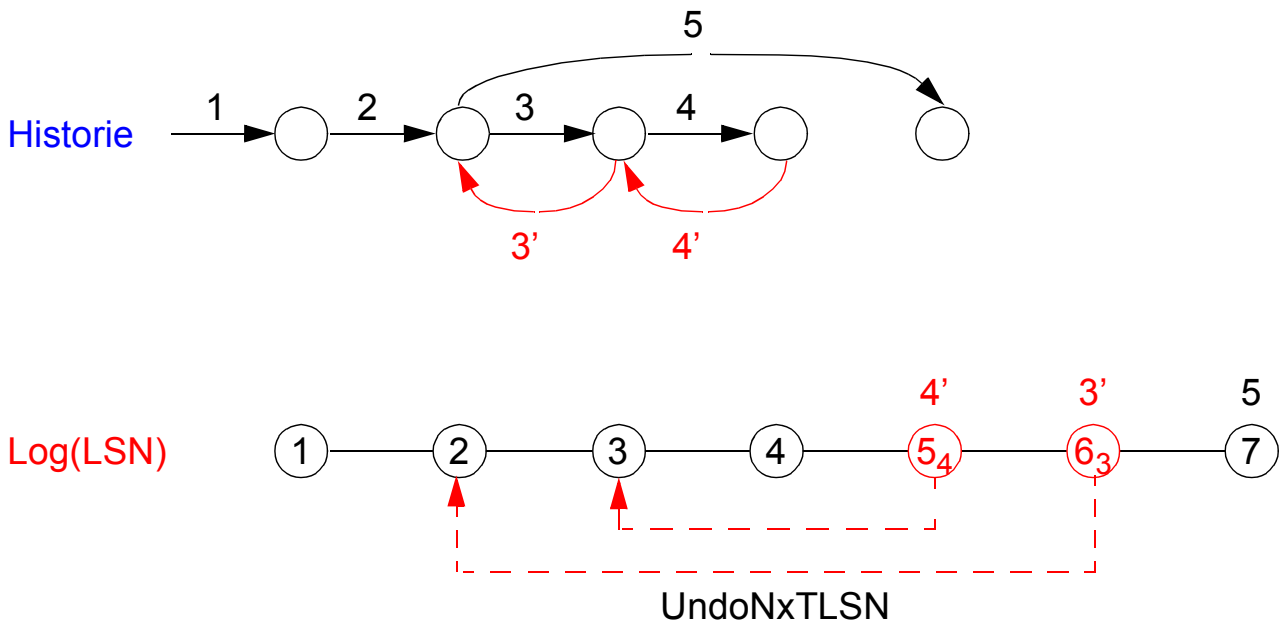 5
1 2 3 4
Historie
3’ 4’
4’ 3’ 5
Log(LSN) 1 2 3 4 5₄ 6₃ 7
UndoNxTLSN